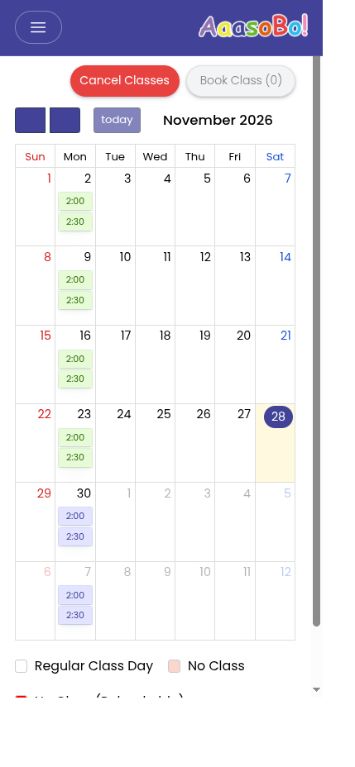 AaasoBo!
Cancel Classes Book Class (0)
today November 2026
Sun Mon Tue Wed Thu Fri Sat
1 2 3 4 5 6 7
2:00
2:30
8 9 10 11 12 13 14
2:00
2:30
15 16 17 18 19 20 21
2:00
2:30
22 23 24 25 26 27 28
2:00
2:30
29 30 1 2 3 4 5
2:00
2:30
6 7 8 9 10 11 12
2:00
2:30
Regular Class Day No Class